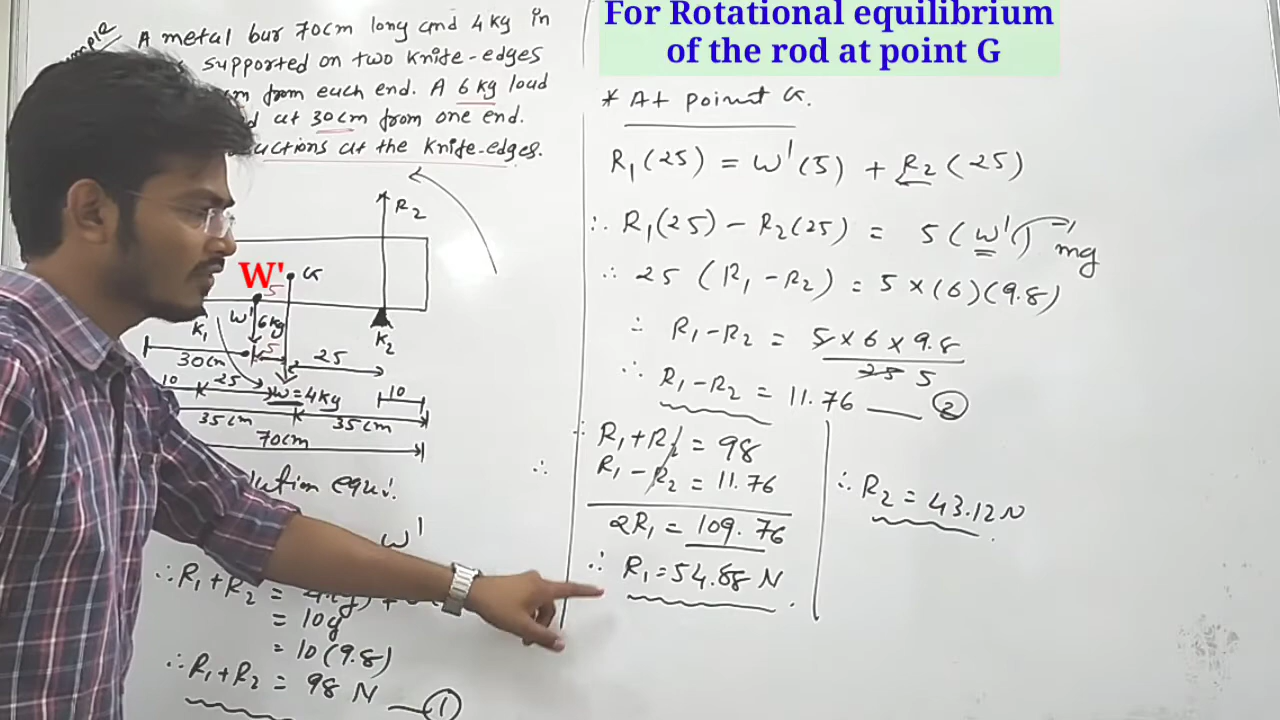 For Rotational equilibrium
of the rod at point G
A metal bar 70cm long and 4kg in
supported on two knife-edges
from each end. A 6kg load
at 30cm from one end.
at the knife-edges.
R2
W'
5
G
W'
6kg
K1
K2
30cm
5
25
10
25
W=4kg
10
35cm
35cm
70cm
equi.
W'
∴ R1+R2 =
= 10g
= 10(9.8)
∴ R1+R2 = 98 N ① 
* At point G.
R1(25) = W'(5) + R2(25)
∴ R1(25) - R2(25) = 5(W') mg
∴ 25 (R1 - R2) = 5×(6)(9.8)
∴ R1-R2 = 5×6×9.8
25 5
∴ R1-R2 = 11.76 ②
∴ R1+R2 = 98
R1-R2 = 11.76
2R1 = 109.76
∴ R1 = 54.88 N
∴ R2 = 43.12 N